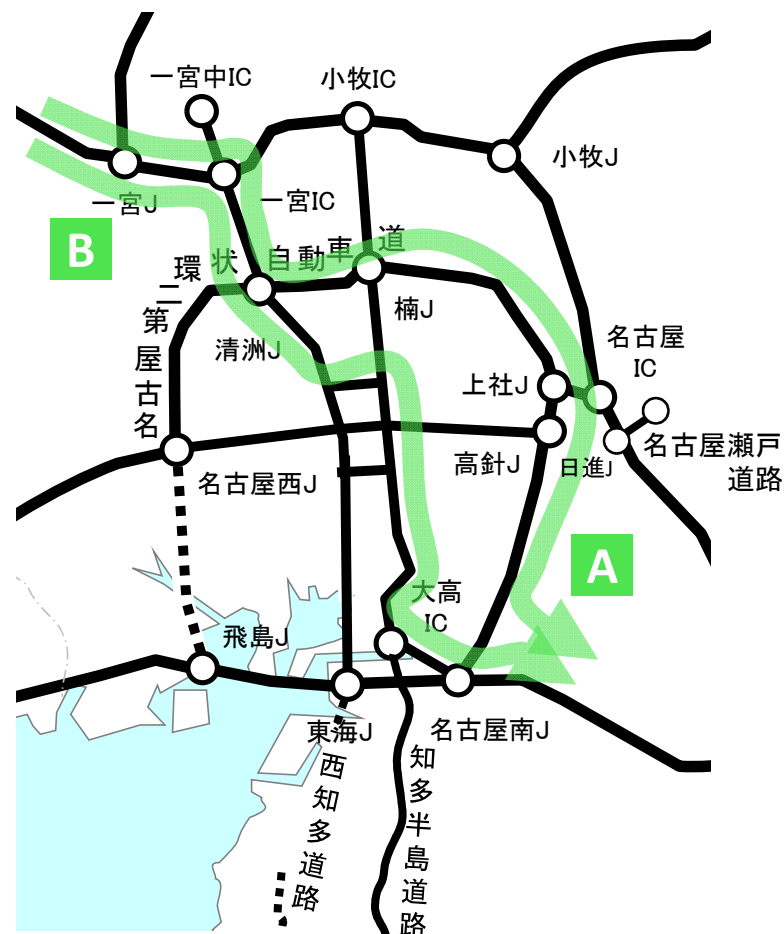 一宮中IC
小牧IC
小牧J
一宮J
一宮IC
B
名古屋第二環状自動車道
清洲J
楠J
名古屋
IC
上社J
高針J
日進J
名古屋瀬戸
道路
名古屋西J
A
大高
IC
飛島J
東海J
名古屋南J
西知多道路
知多半島道路